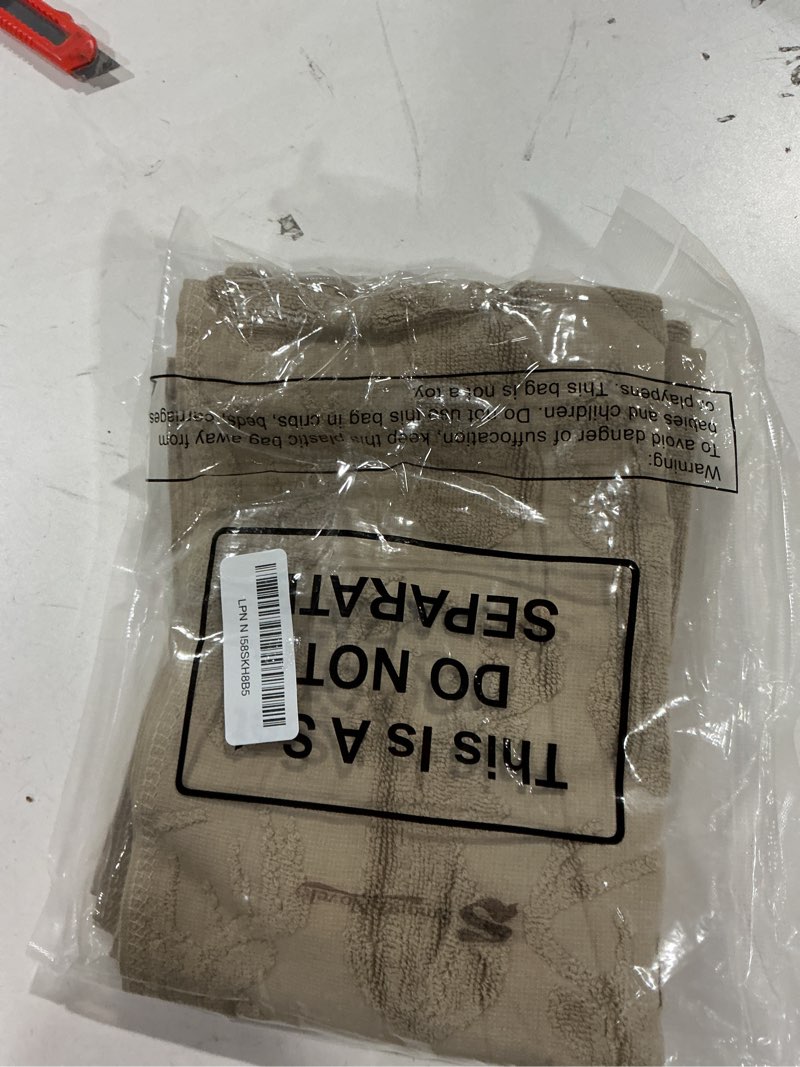 Warning:
To avoid danger of suffocation, keep this plastic bag away from
babies and children. Do not use this bag in cribs, beds, carriages
or playpens. This bag is not a toy.
This Is A S
DO NOT
SEPARAT
LPN N I58SKH8B5